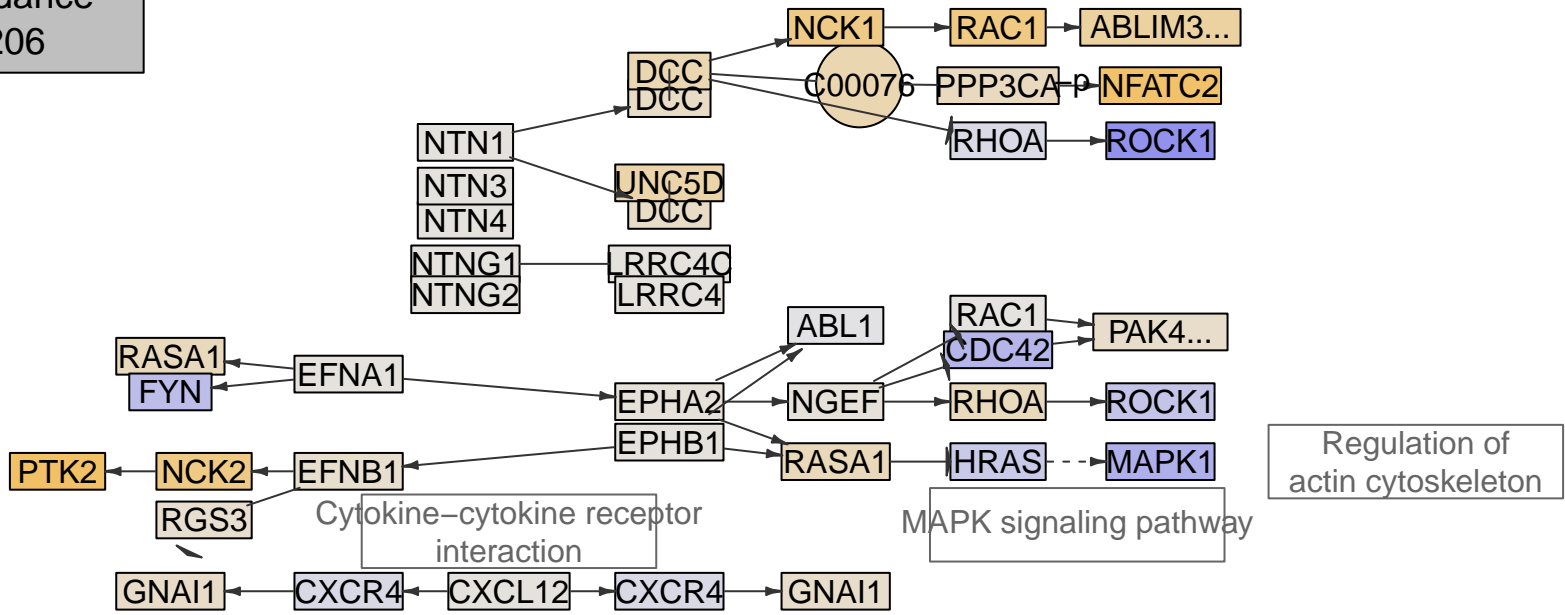 NCK1 RAC1 ABLIM3...
206
DCC C00076 PPP3CA +p NFATC2
DCC
NTN1 RHOA ROCK1
NTN3 UNC5D
NTN4 DCC
NTNG1 LRRC4C
NTNG2 LRRC4
ABL1 RAC1 PAK4...
RASA1 CDC42
FYN EFNA1
EPHA2 NGEF RHOA ROCK1
EPHB1
PTK2 NCK2 EFNB1 RASA1 HRAS MAPK1
Regulation of
actin cytoskeleton
RGS3
Cytokine−cytokine receptor
interaction
MAPK signaling pathway
GNAI1 CXCR4 CXCL12 CXCR4 GNAI1